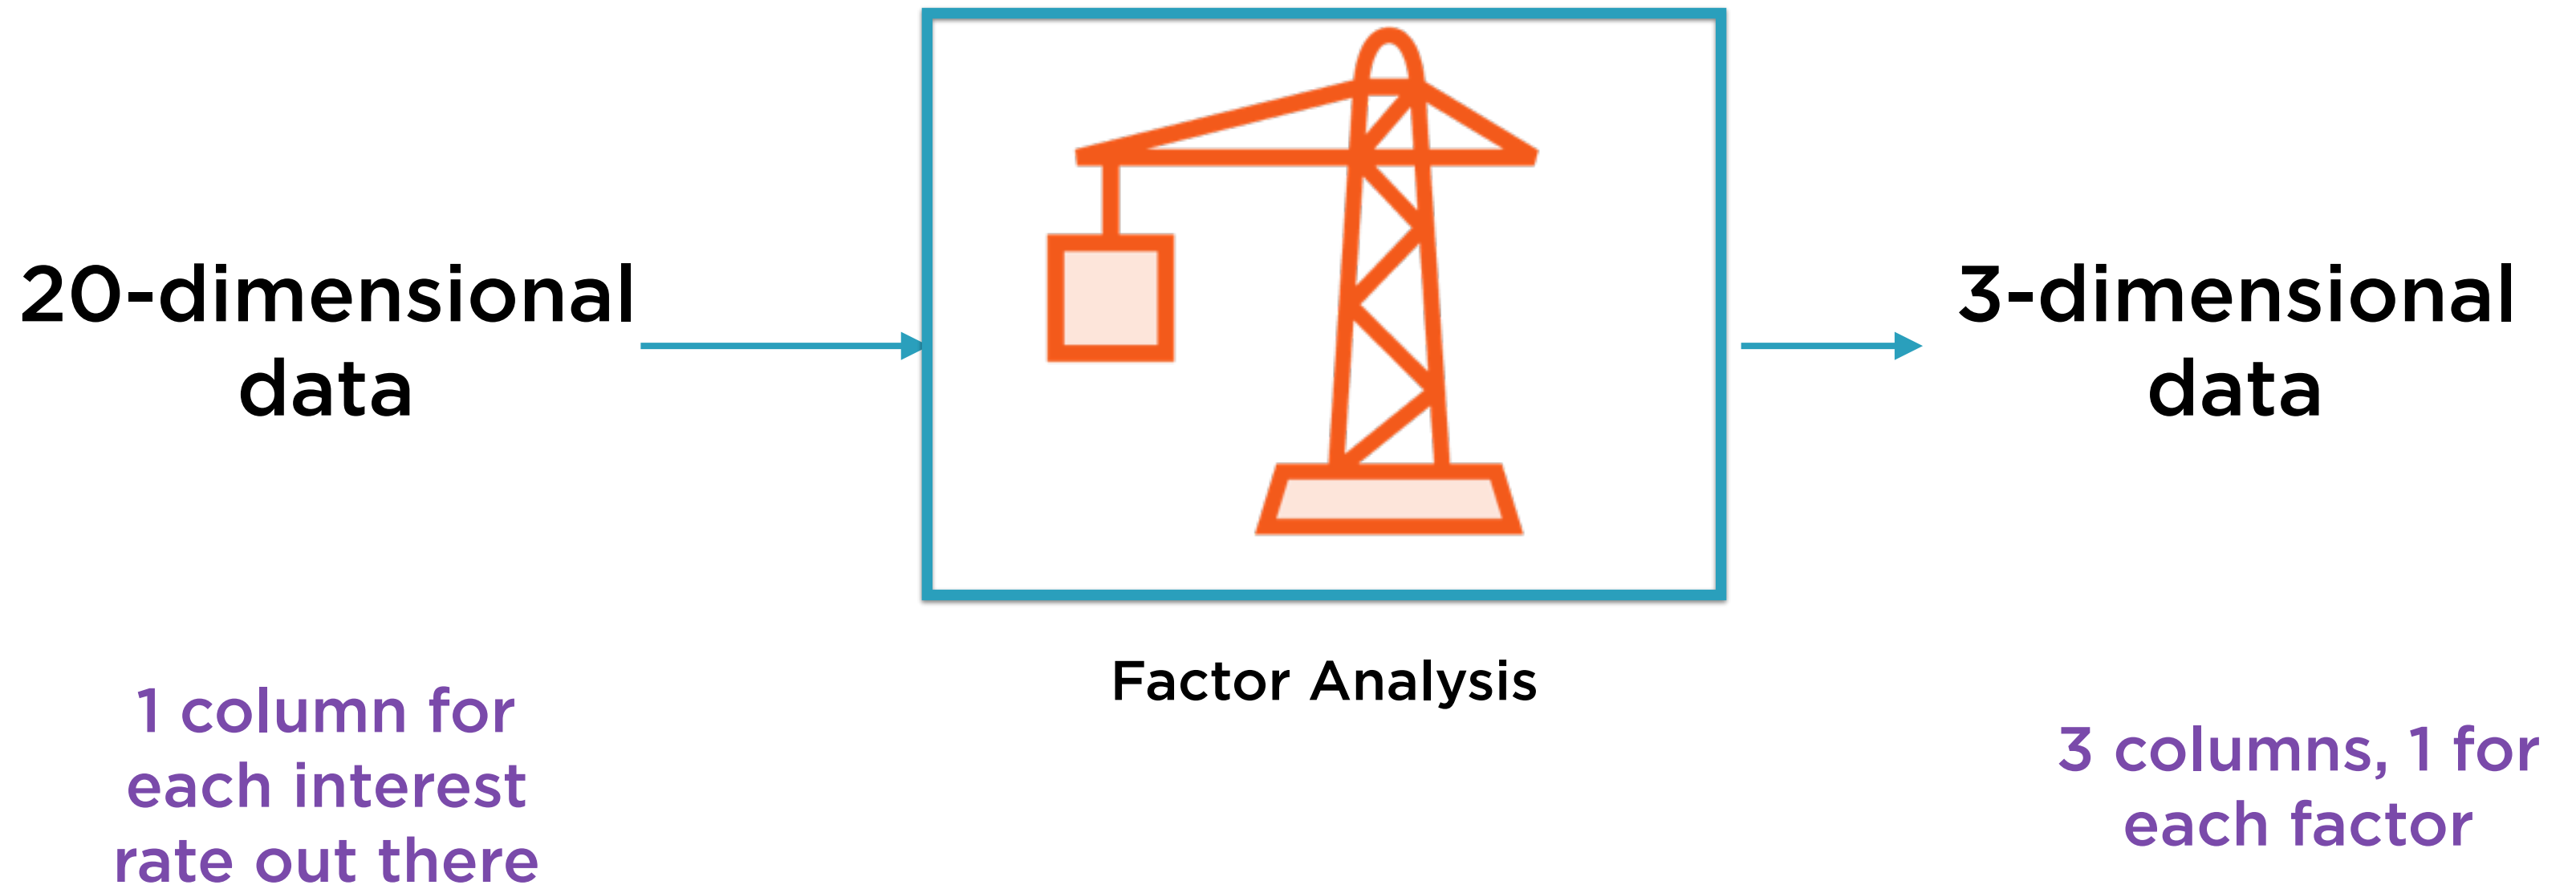 20-dimensional
data
3-dimensional
data
Factor Analysis
1 column for
each interest
rate out there
3 columns, 1 for
each factor